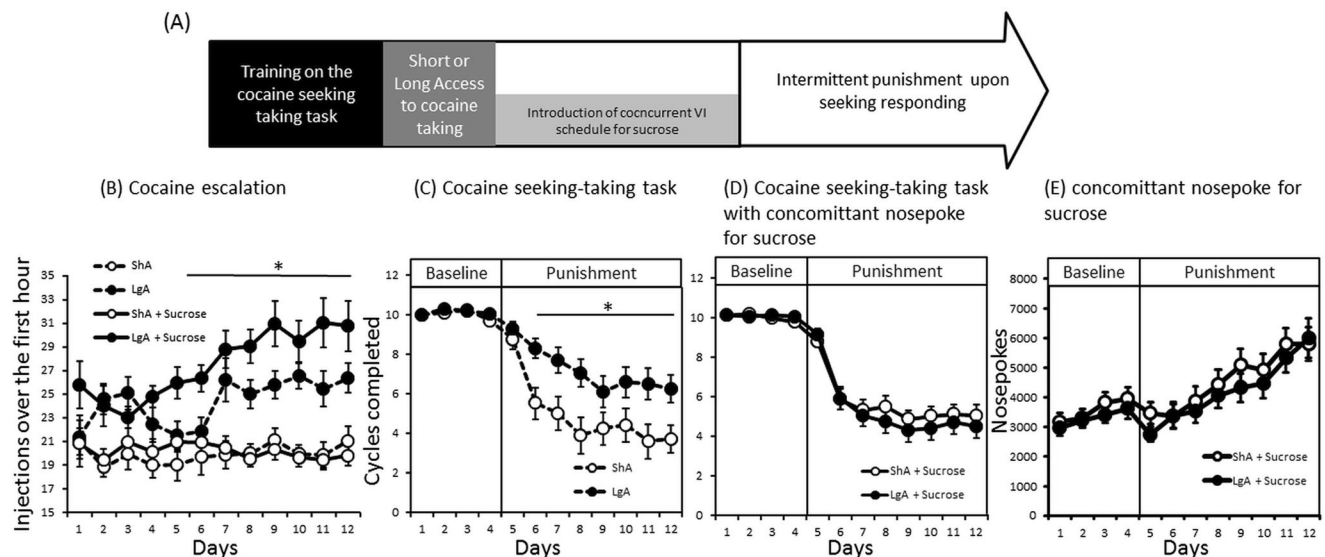 (A)
Training on the
cocaine seeking
taking task
Short or
Long Access
to cocaine
taking
Introduction of cocncurrent VI
schedule for sucrose
Intermittent punishment upon
seeking responding
(B) Cocaine escalation
Injections over the first hour
35
33
31
29
27
25
23
21
19
17
15
ShA
LgA
ShA + Sucrose
LgA + Sucrose
*
1 2 3 4 5 6 7 8 9 10 11 12
Days
(C) Cocaine seeking-taking task
Cycles completed
12
10
8
6
4
2
0
Baseline
Punishment
*
ShA
LgA
1 2 3 4 5 6 7 8 9 10 11 12
Days
(D) Cocaine seeking-taking task
with concomittant nosepoke
for sucrose
12
10
8
6
4
2
0
Baseline
Punishment
ShA + Sucrose
LgA + Sucrose
1 2 3 4 5 6 7 8 9 10 11 12
Days
(E) concomittant nosepoke for
sucrose
Nosepokes
8000
7000
6000
5000
4000
3000
2000
1000
0
Baseline
Punishment
ShA + Sucrose
LgA + Sucrose
1 2 3 4 5 6 7 8 9 10 11 12
Days